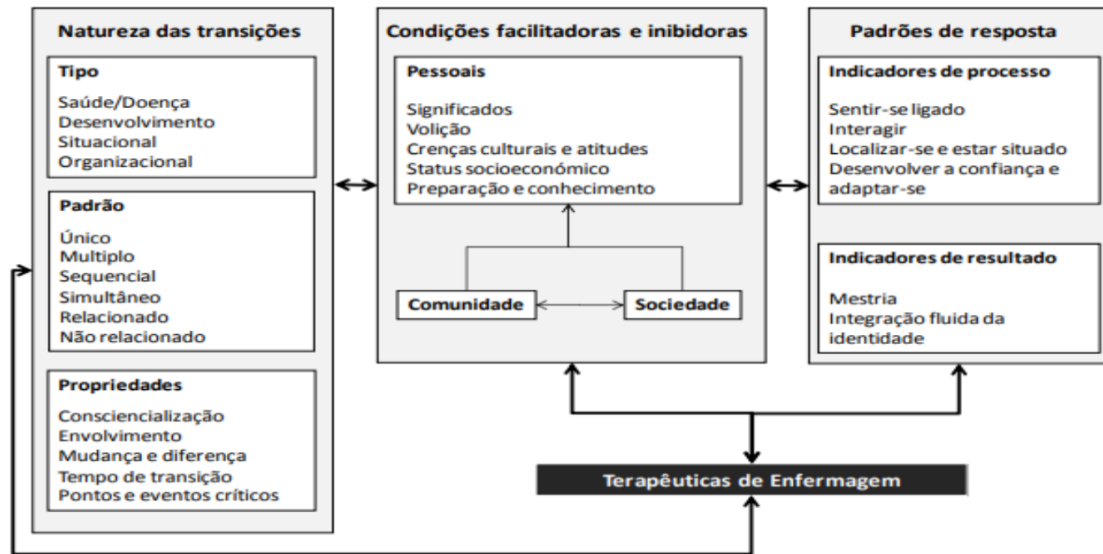 Natureza das transições
Tipo
Saúde/Doença
Desenvolvimento
Situacional
Organizacional
Padrão
Único
Multiplo
Sequencial
Simultâneo
Relacionado
Não relacionado
Propriedades
Consciencialização
Envolvimento
Mudança e diferença
Tempo de transição
Pontos e eventos críticos
Condições facilitadoras e inibidoras
Pessoais
Significados
Volição
Crenças culturais e atitudes
Status socioeconómico
Preparação e conhecimento
Comunidade
Sociedade
Padrões de resposta
Indicadores de processo
Sentir-se ligado
Interagir
Localizar-se e estar situado
Desenvolver a confiança e
adaptar-se
Indicadores de resultado
Mestria
Integração fluida da
identidade
Terapêuticas de Enfermagem